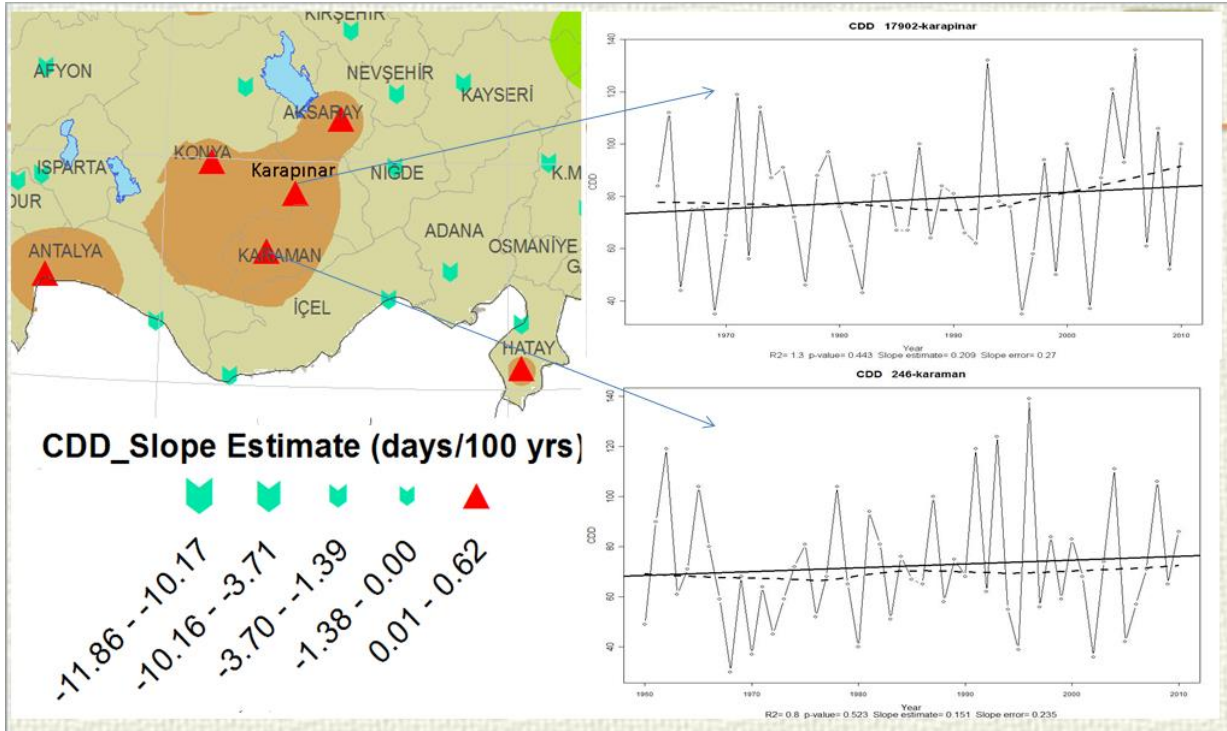 KIRŞEHİR
AFYON
NEVŞEHİR
KAYSERİ
AKSARAY
KONYA
ISPARTA
Karapınar
NİĞDE
K.M
DUR
ADANA
ANTALYA
KARAMAN
OSMANİYE
GA
İÇEL
HATAY
CDD_Slope Estimate (days/100 yrs)
-11.86 - -10.17
-10.16 - -3.71
-3.70 - -1.39
-1.38 - 0.00
0.01 - 0.62
CDD 17902-karapinar
CDD
140
120
100
80
60
40
1970
1980
1990
2000
2010
Year
R2= 1.3 p-value= 0.443 Slope estimate= 0.209 Slope error= 0.27
CDD 246-karaman
CDD
140
120
100
80
60
40
1960
1970
1980
1990
2000
2010
Year
R2= 0.8 p-value= 0.523 Slope estimate= 0.151 Slope error= 0.235